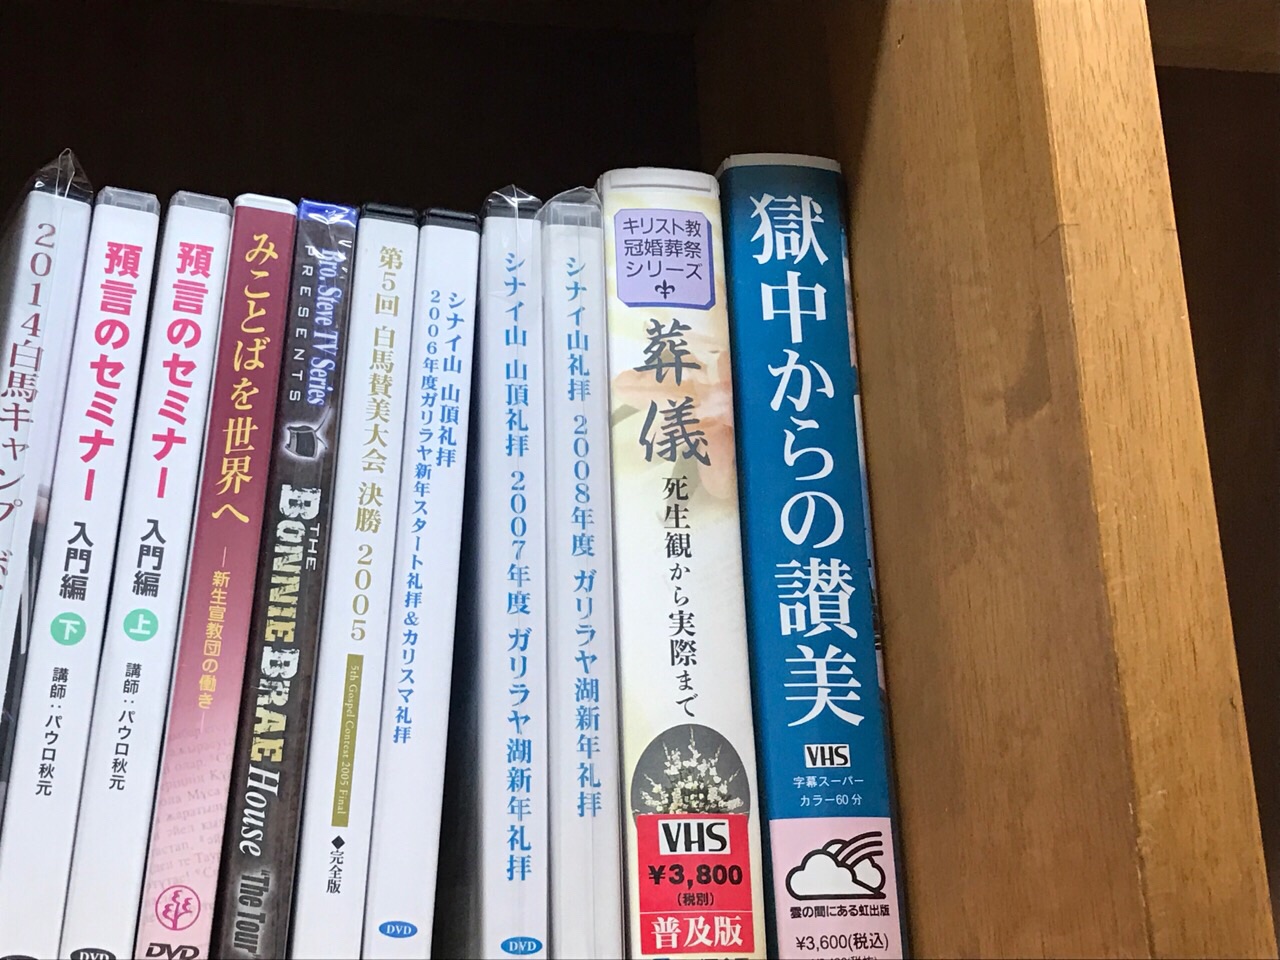 2014白馬キャンプ
預言のセミナー 入門編 下 講師:パウロ秋元
DVD
預言のセミナー 入門編 上 講師:パウロ秋元
みことばを世界へ
―新生宣教団の働き―
DVD
Bro. Steve TV Series
PRESENTS
THE
BONNIE BRAE House "The Tour"
第5回 白馬賛美大会 決勝 2005
5th Gospel Contest 2005 Final
◆完全版
シナイ山 山頂礼拝
2006年度ガリラヤ新年スタート礼拝&カリスマ礼拝
DVD
シナイ山 山頂礼拝 2007年度 ガリラヤ湖新年礼拝
DVD
シナイ山礼拝 2008年度 ガリラヤ湖新年礼拝
キリスト教
冠婚葬祭
シリーズ
葬儀
死生観から実際まで
VHS
¥3,800
(税別)
普及版
獄中からの讃美
VHS
字幕スーパー
カラー60分
雲の間にある虹出版
¥3,600(税込)